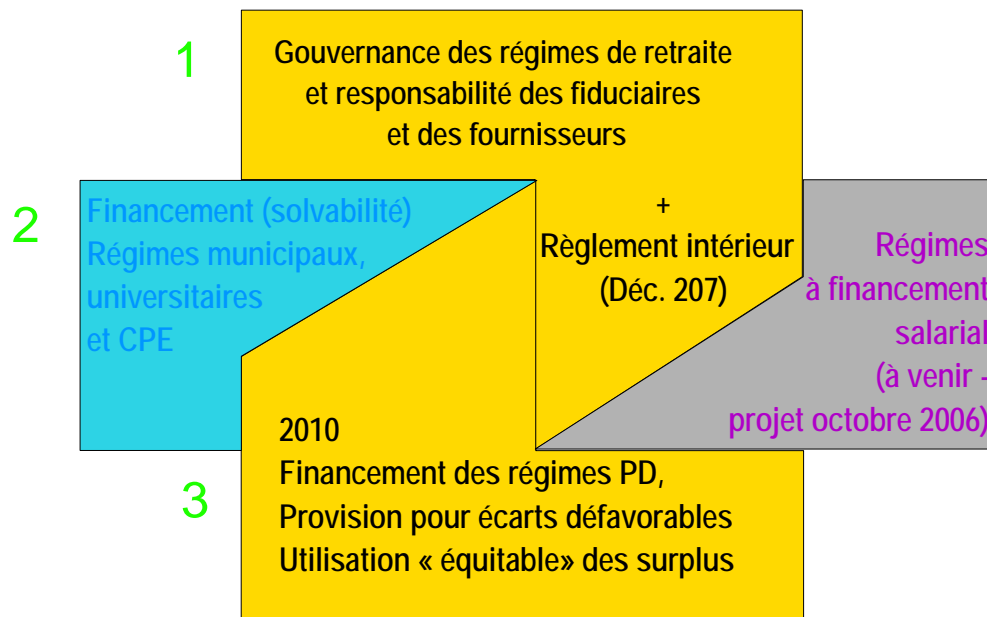 1
Gouvernance des régimes de retraite
et responsabilité des fiduciaires
et des fournisseurs
+
Règlement intérieur
(Déc. 207)
2
Financement (solvabilité)
Régimes municipaux,
universitaires
et CPE
Régimes
à financement
salarial
(à venir -
projet octobre 2006)
3
2010
Financement des régimes PD,
Provision pour écarts défavorables
Utilisation « équitable» des surplus